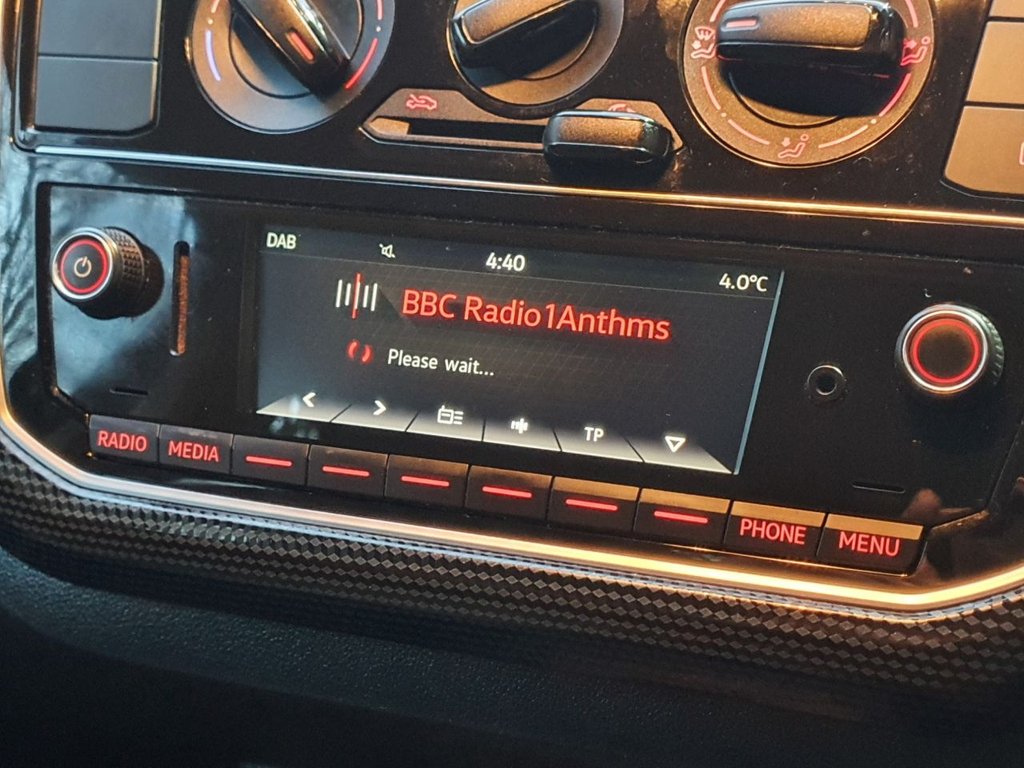 DAB 4:40 4.0°C
BBC Radio1Anthms
Please wait...
TP
RADIO MEDIA PHONE MENU